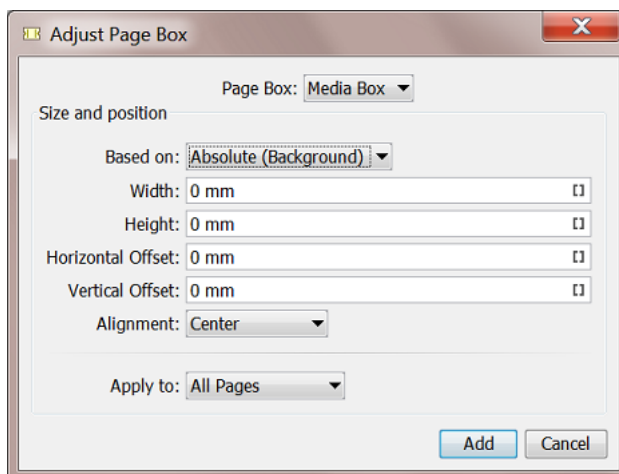 Adjust Page Box
Page Box: Media Box
Size and position
Based on: Absolute (Background)
Width: 0 mm
Height: 0 mm
Horizontal Offset: 0 mm
Vertical Offset: 0 mm
Alignment: Center
Apply to: All Pages
Add Cancel